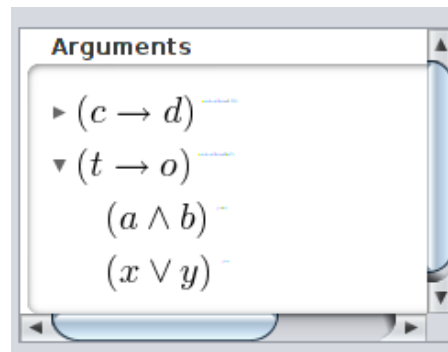 Arguments
(c → d)
(t → o)
(a ∧ b)
(x ∨ y)